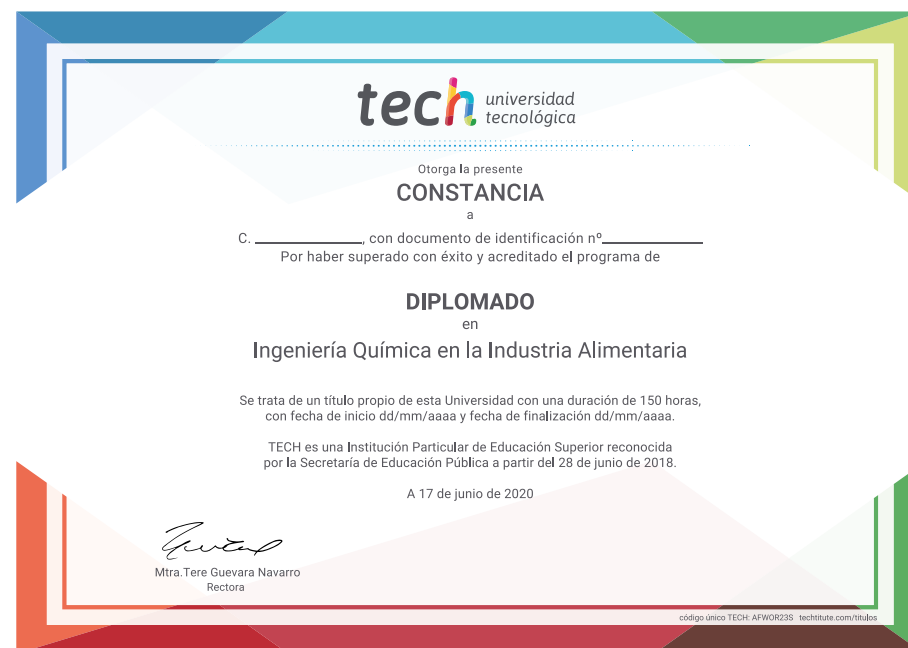 tech universidad
tecnológica
Otorga la presente
CONSTANCIA
a
C. ____________, con documento de identificación nº____________
Por haber superado con éxito y acreditado el programa de
DIPLOMADO
en
Ingeniería Química en la Industria Alimentaria
Se trata de un título propio de esta Universidad con una duración de 150 horas,
con fecha de inicio dd/mm/aaaa y fecha de finalización dd/mm/aaaa.
TECH es una Institución Particular de Educación Superior reconocida
por la Secretaría de Educación Pública a partir del 28 de junio de 2018.
A 17 de junio de 2020
Mtra.Tere Guevara Navarro
Rectora
código único TECH: AFWOR23S techtitute.com/titulos